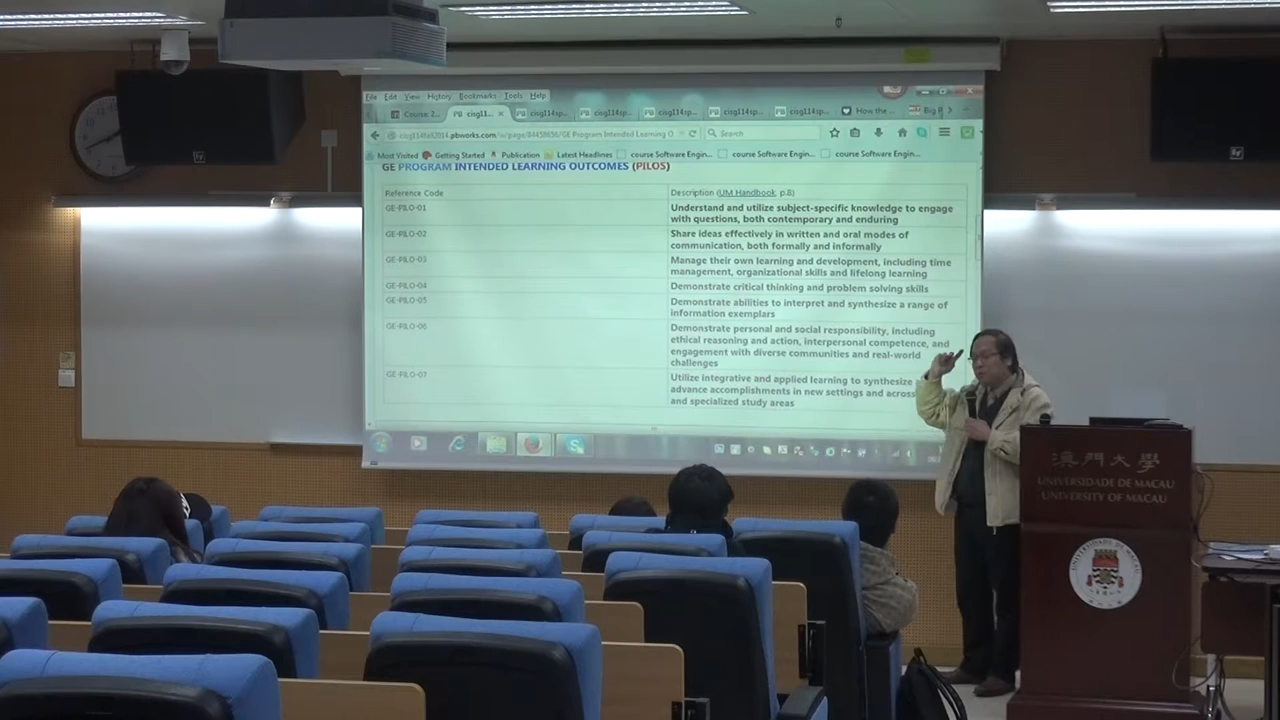 File Edit View History Bookmarks Tools Help
Course 2... cisg11... cisg114sp... cisg114sp... cisg114sp... cisg114sp... cisg114sp... How the... Big
Search
Most Visited Getting Started Publication Latest Headlines course Software Engin... course Software Engin... course Software Engin...
GE PROGRAM INTENDED LEARNING OUTCOMES (PILOS)
Reference Code Description (UM Handbook, p.8)
GE-PILO-01 Understand and utilize subject-specific knowledge to engage
with questions, both contemporary and enduring
GE-PILO-02 Share ideas effectively in written and oral modes of
communication, both formally and informally
GE-PILO-03 Manage their own learning and development, including time
management, organizational skills and lifelong learning
GE-PILO-04 Demonstrate critical thinking and problem solving skills
GE-PILO-05 Demonstrate abilities to interpret and synthesize a range of
information exemplars
GE-PILO-06 Demonstrate personal and social responsibility, including
ethical reasoning and action, interpersonal competence, and
engagement with diverse communities and real-world
challenges
GE-PILO-07 Utilize integrative and applied learning to synthesize
advance accomplishments in new settings and across
and specialized study areas
澳門大學
UNIVERSIDADE DE MACAU
UNIVERSITY OF MACAU